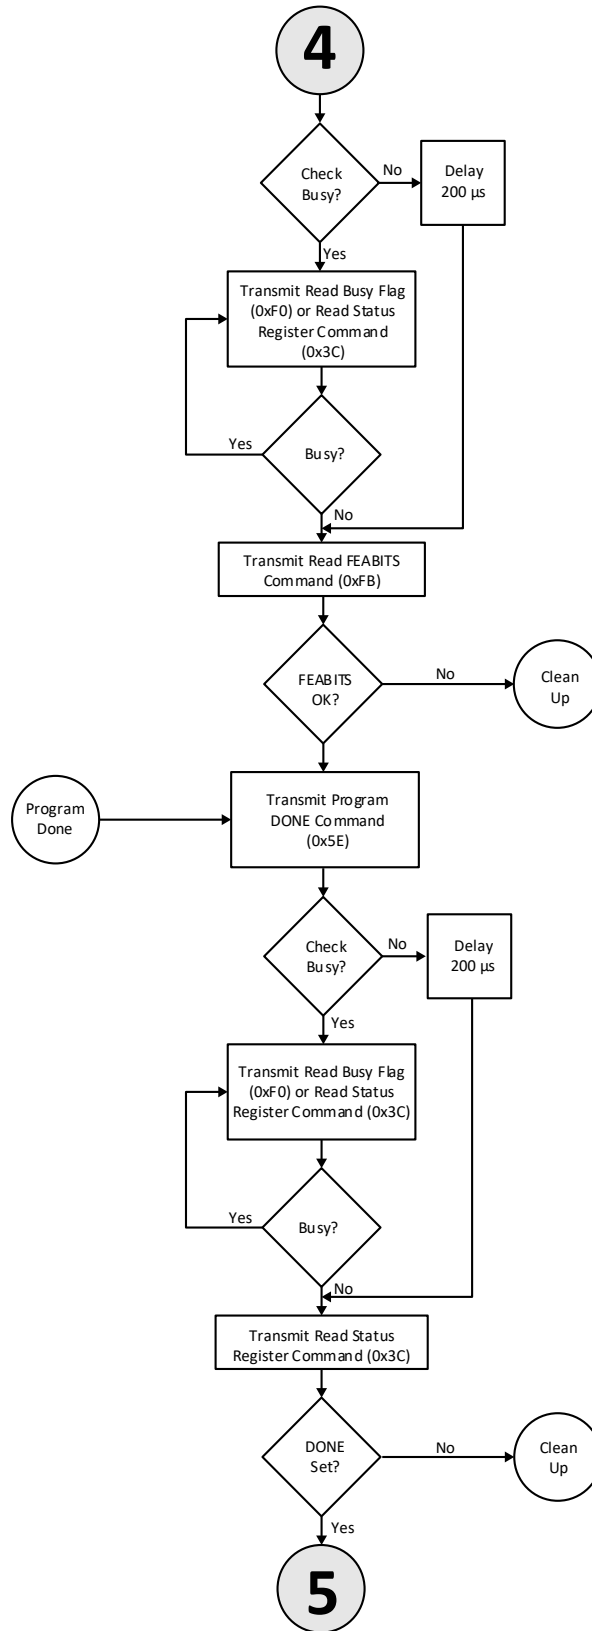 4
Check
Busy?
No
Delay
200 µs
Yes
Transmit Read Busy Flag
(0xF0) or Read Status
Register Command
(0x3C)
Yes
Busy?
No
Transmit Read FEABITS
Command (0xFB)
FEABITS
OK?
No
Clean
Up
Program
Done
Transmit Program
DONE Command
(0x5E)
Check
Busy?
No
Delay
200 µs
Yes
Transmit Read Busy Flag
(0xF0) or Read Status
Register Command (0x3C)
Yes
Busy?
No
Transmit Read Status
Register Command (0x3C)
DONE
Set?
No
Clean
Up
Yes
5